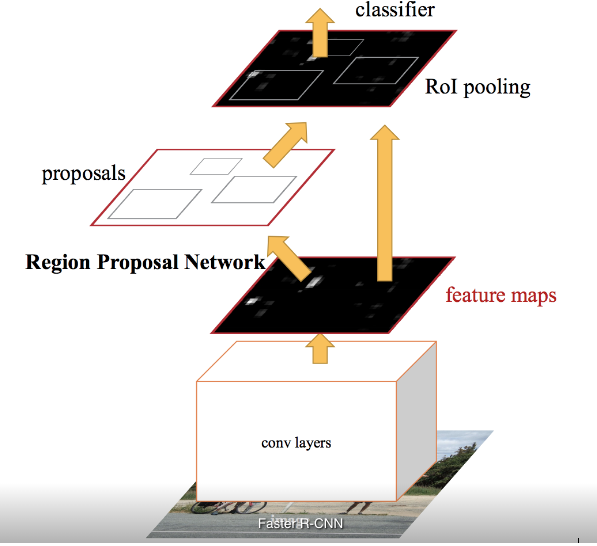 classifier
RoI pooling
proposals
Region Proposal Network
feature maps
conv layers
Faster R-CNN